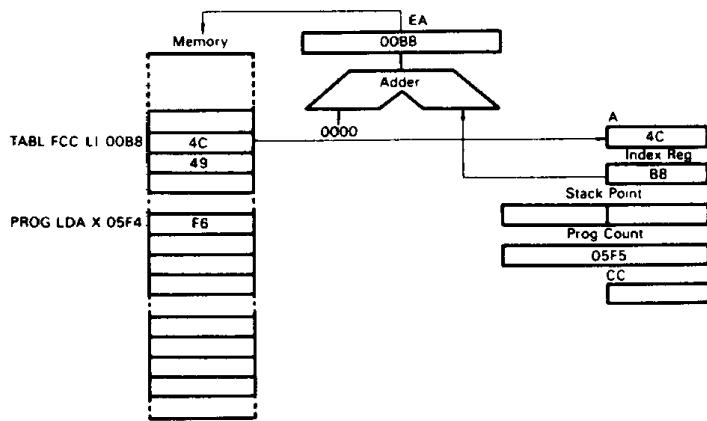 EA
Memory
00B8
Adder
0000
A
TABL FCC LI 00B8
4C
4C
49
Index Reg
B8
Stack Point
PROG LDA X 05F4
F6
Prog Count
05F5
CC